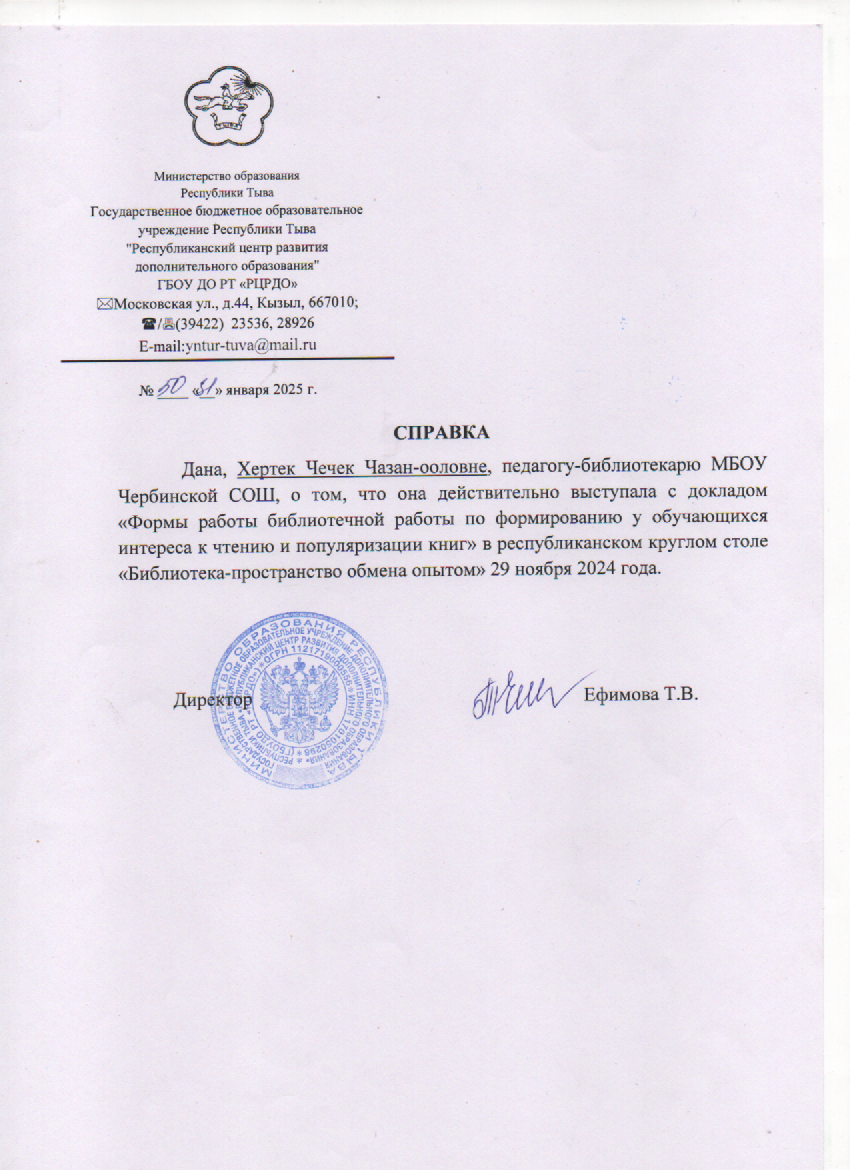 Министерство образования
Республики Тыва
Государственное бюджетное образовательное
учреждение Республики Тыва
"Республиканский центр развития
дополнительного образования"
ГБОУ ДО РТ «РЦРДО»
Московская ул., д.44, Кызыл, 667010;
/(39422) 23536, 28926
E-mail:yntur-tuva@mail.ru
№ 50 «31» января 2025 г.
СПРАВКА
Дана, Хертек Чечек Чазан-ооловне, педагогу-библиотекарю МБОУ
Чербинской СОШ, о том, что она действительно выступала с докладом
«Формы работы библиотечной работы по формированию у обучающихся
интереса к чтению и популяризации книг» в республиканском круглом столе
«Библиотека-пространство обмена опытом» 29 ноября 2024 года.
МИНИСТЕРСТВО ОБРАЗОВАНИЯ РЕСПУБЛИКИ ТЫВА
Директор
Ефимова Т.В.